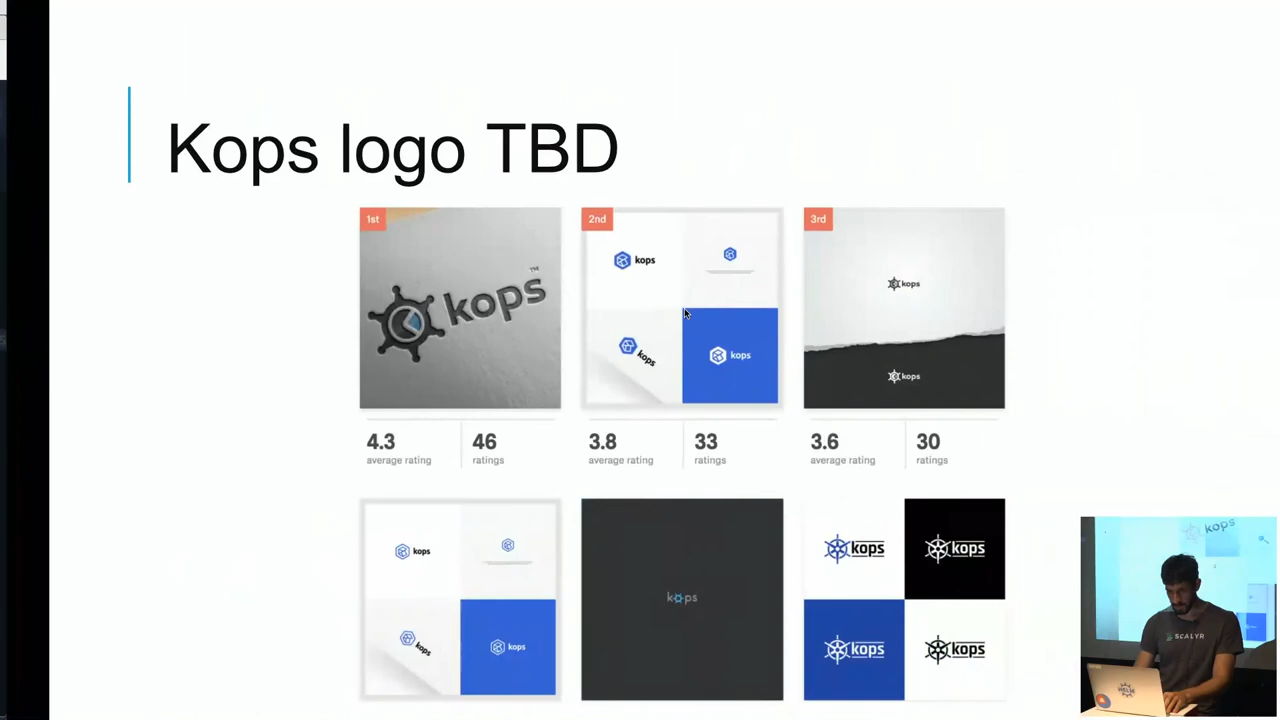 Kops logo TBD
1st
kops
TM
2nd
kops
kops
kops
3rd
kops
kops
4.3
average rating
46
ratings
3.8
average rating
33
ratings
3.6
average rating
30
ratings
kops
kops
kops
kops
kops
kops
kops
kops
kops
SCALYR
HELM